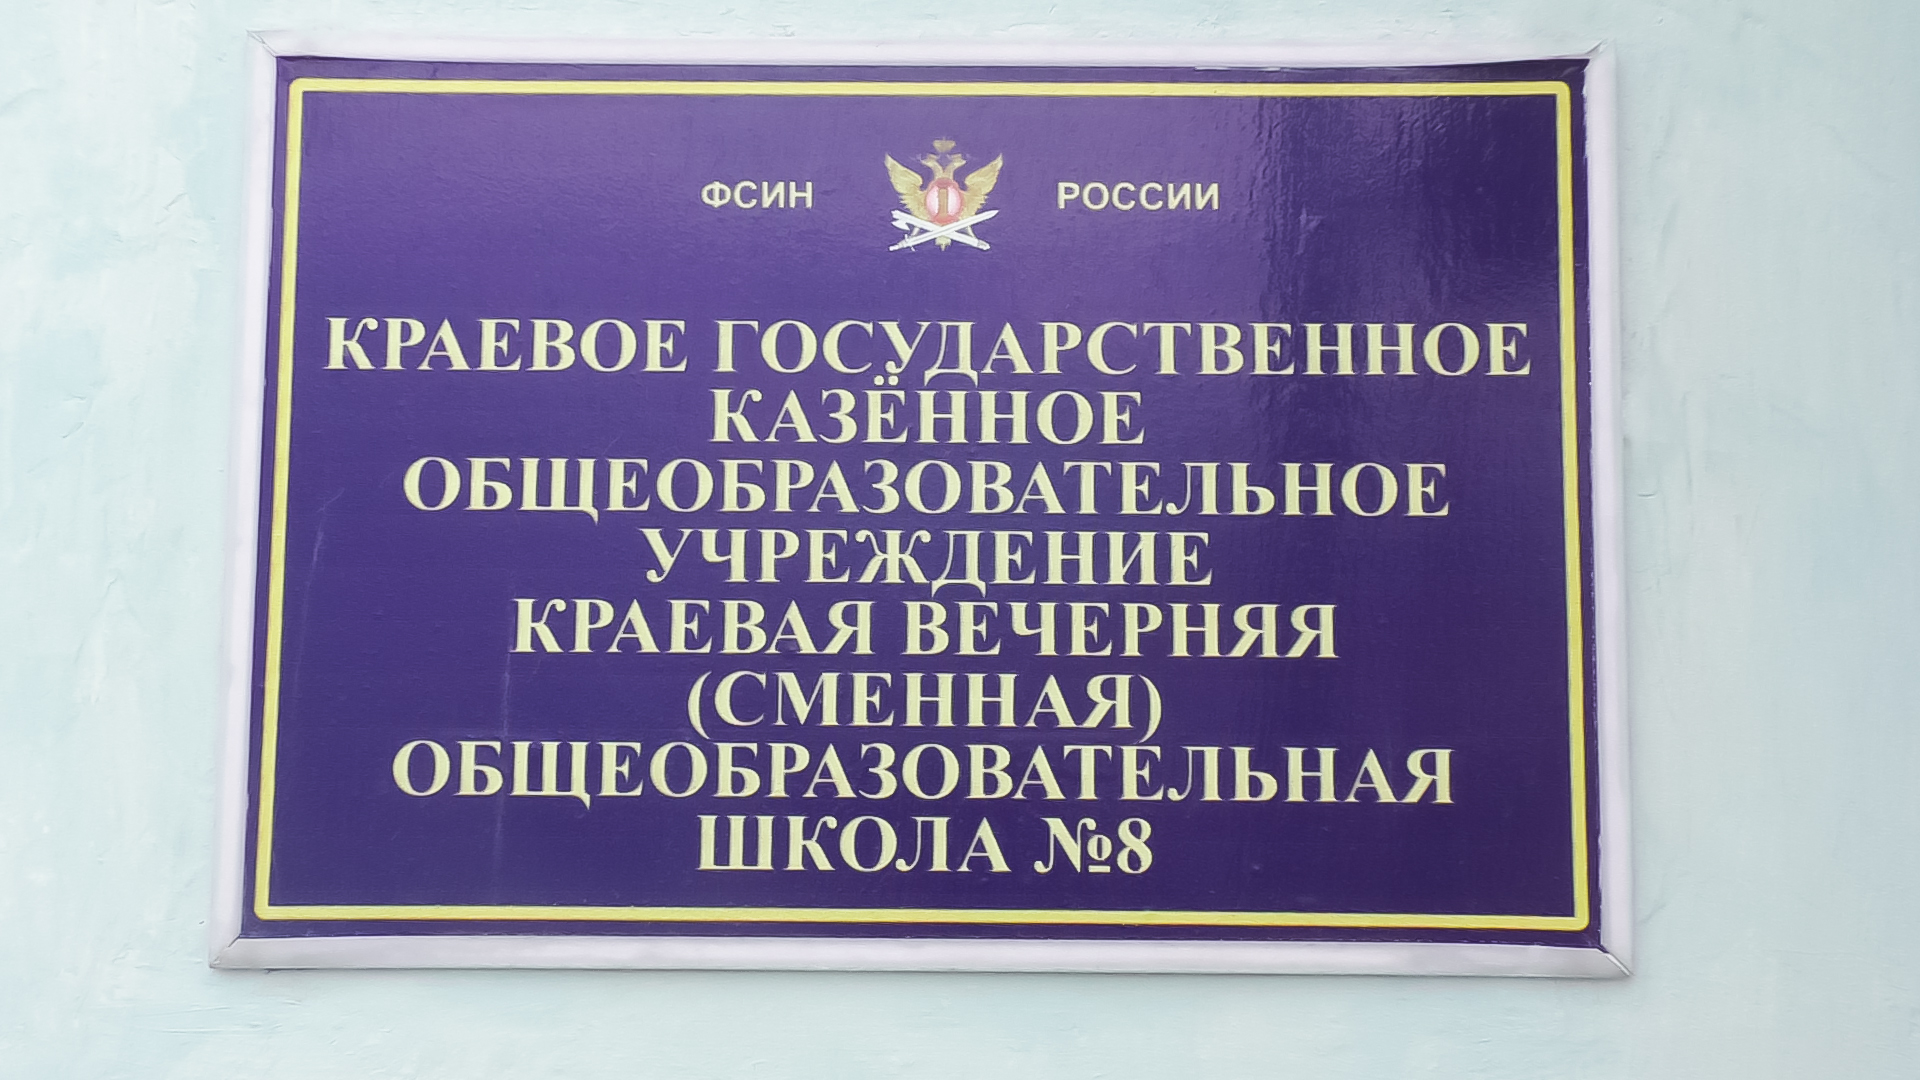 ФСИН РОССИИ
КРАЕВОЕ ГОСУДАРСТВЕННОЕ
КАЗЁННОЕ
ОБЩЕОБРАЗОВАТЕЛЬНОЕ
УЧРЕЖДЕНИЕ
КРАЕВАЯ ВЕЧЕРНЯЯ
(СМЕННАЯ)
ОБЩЕОБРАЗОВАТЕЛЬНАЯ
ШКОЛА №8